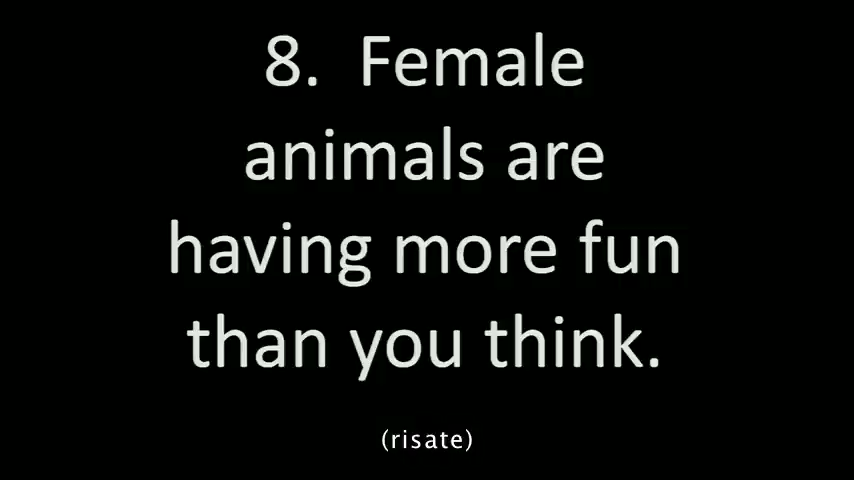 8. Female
animals are
having more fun
than you think.
(risate)